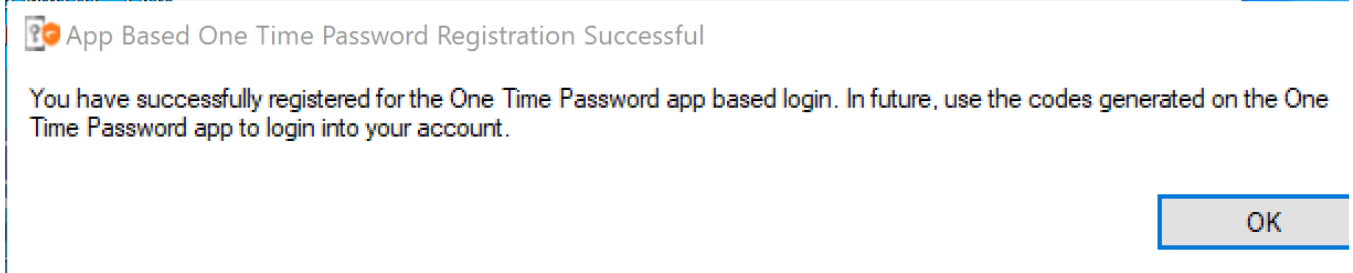 App Based One Time Password Registration Successful
You have successfully registered for the One Time Password app based login. In future, use the codes generated on the One
Time Password app to login into your account.
OK